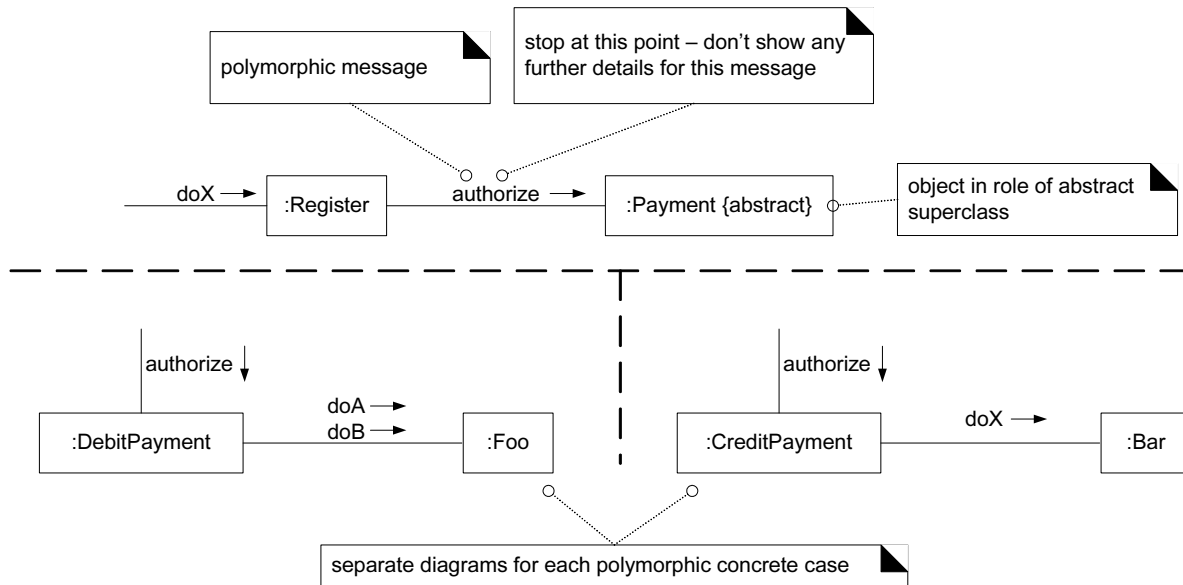 polymorphic message
stop at this point – don't show any
further details for this message
doX
:Register
authorize
:Payment {abstract}
object in role of abstract
superclass
authorize
:DebitPayment
doA
doB
:Foo
authorize
:CreditPayment
doX
:Bar
separate diagrams for each polymorphic concrete case